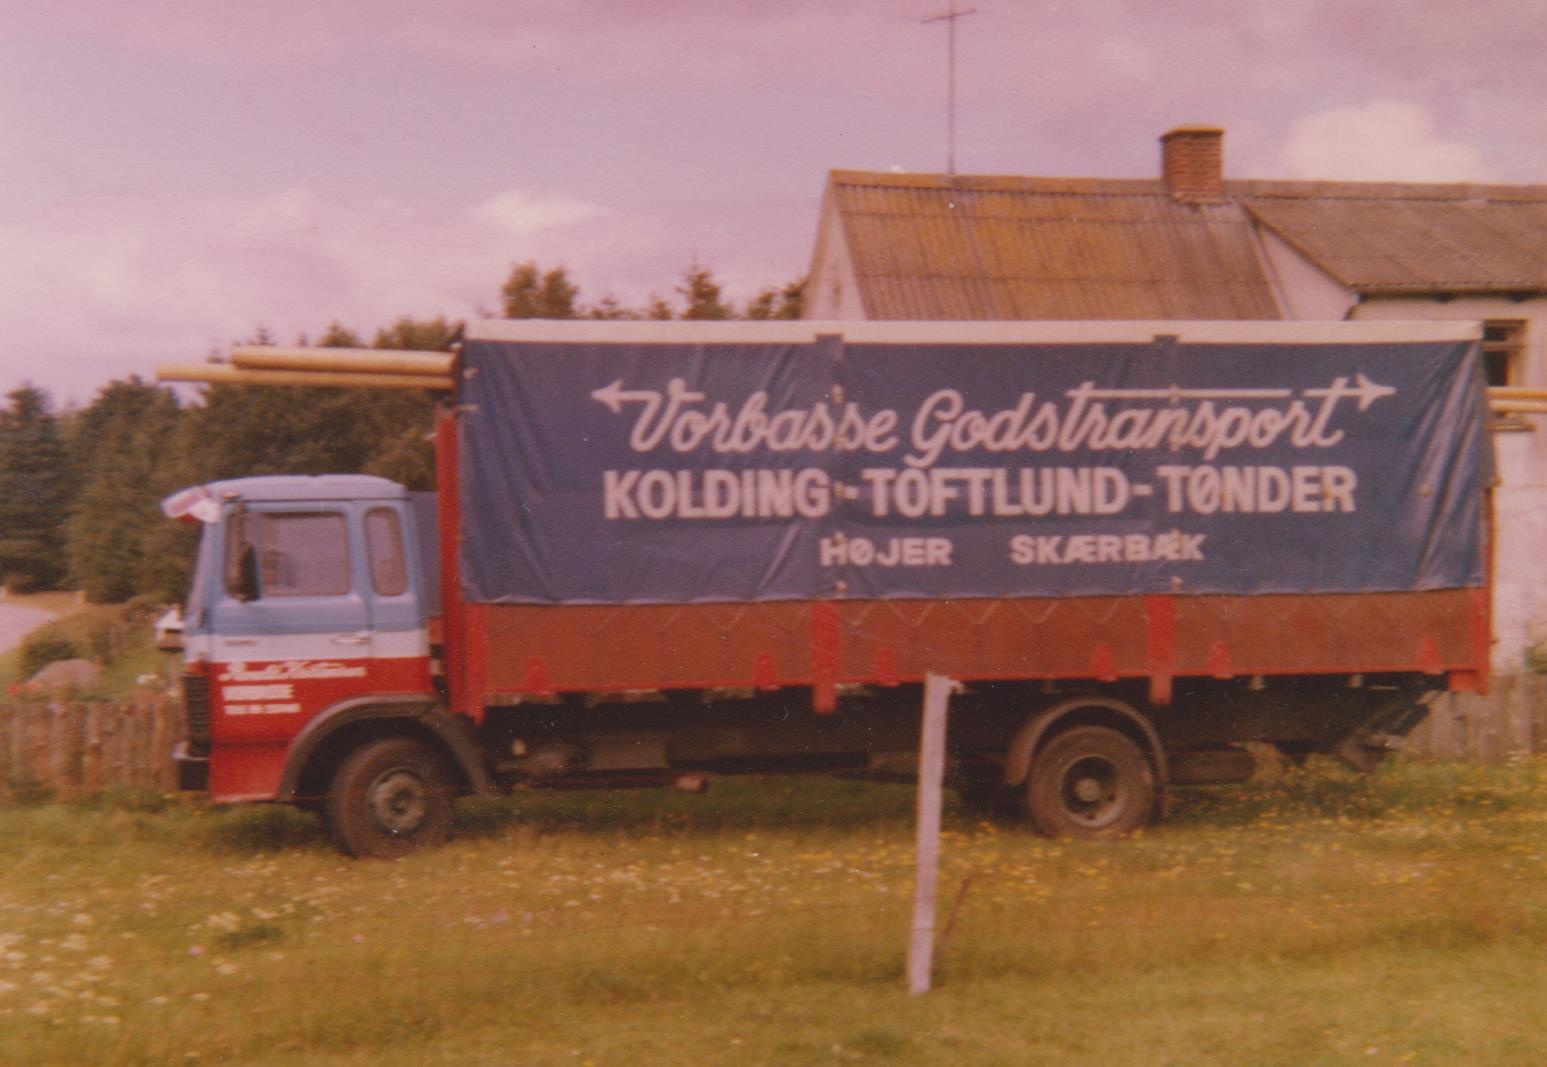 Vorbasse Godstransport
KOLDING - TOFTLUND - TØNDER
HØJER SKÆRBÆK
VORBASSE